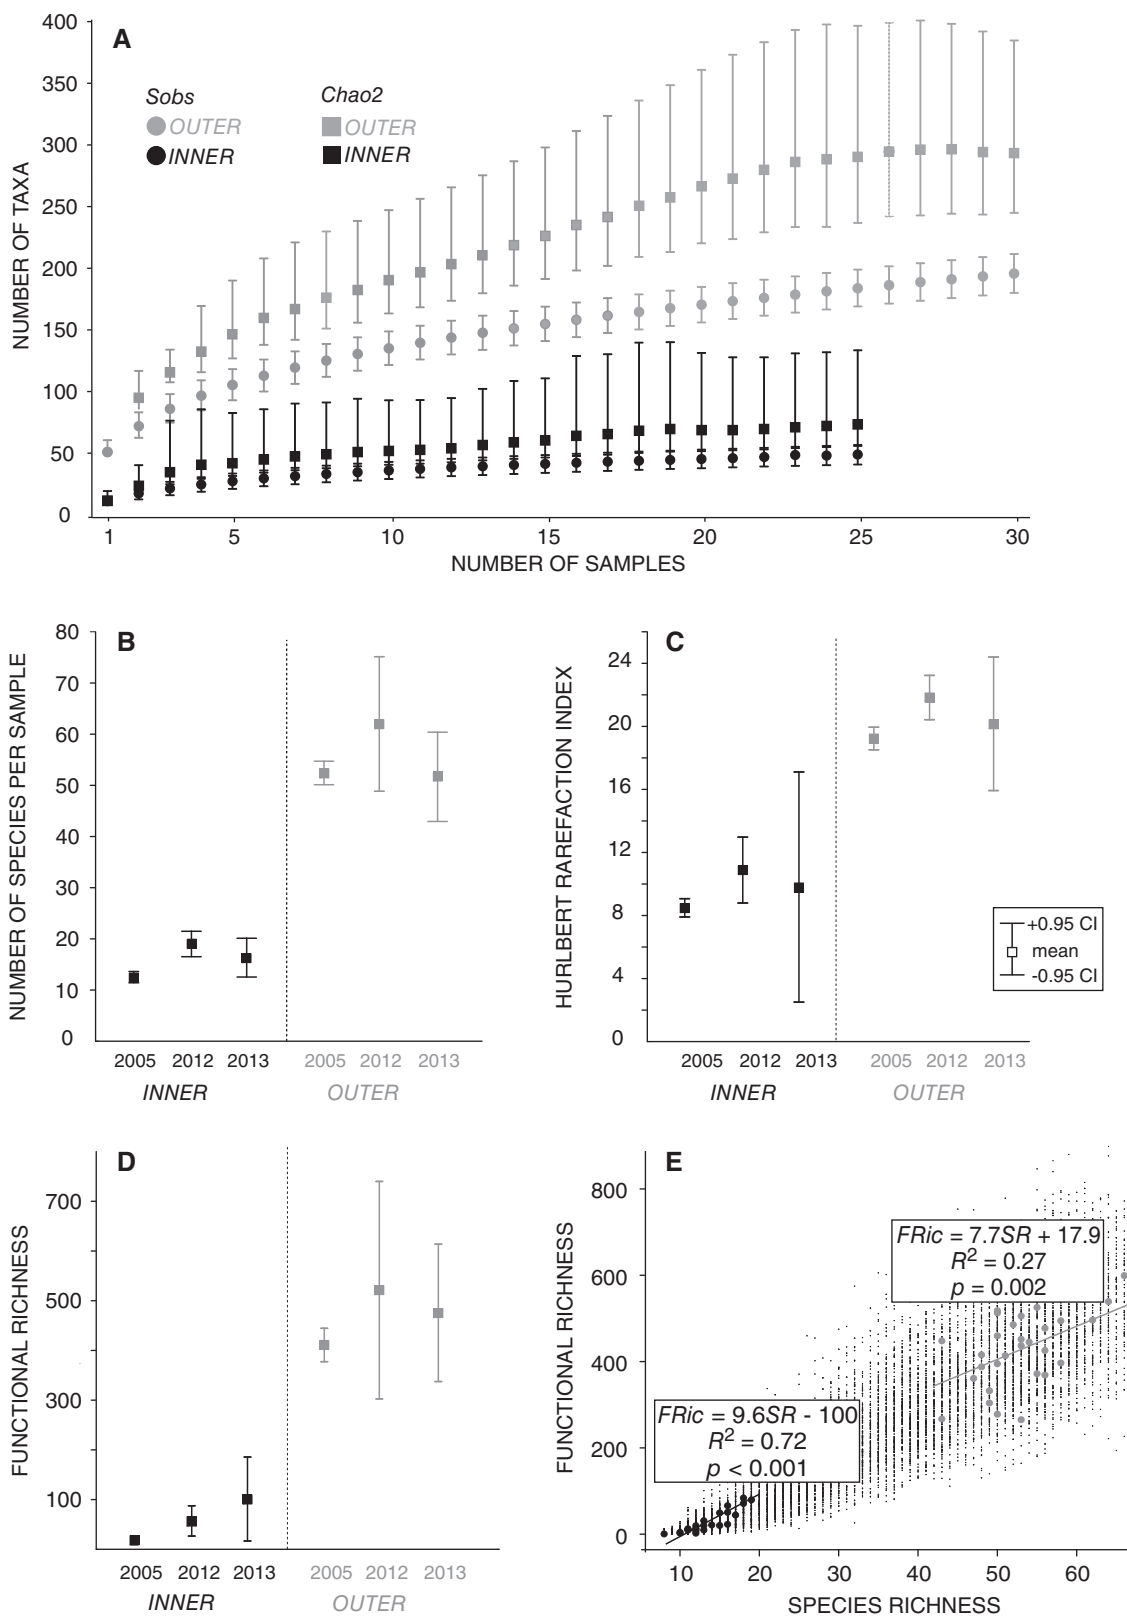 A
400
350
300
250
200
150
100
50
0
NUMBER OF TAXA
Sobs Chao2
OUTER OUTER
INNER INNER
1 5 10 15 20 25 30
NUMBER OF SAMPLES
B
80
70
60
50
40
30
20
10
0
NUMBER OF SPECIES PER SAMPLE
2005 2012 2013 2005 2012 2013
INNER OUTER
C
24
20
16
12
8
4
0
HURLBERT RAREFACTION INDEX
+0.95 CI
mean
-0.95 CI
2005 2012 2013 2005 2012 2013
INNER OUTER
D
700
500
300
100
FUNCTIONAL RICHNESS
2005 2012 2013 2005 2012 2013
INNER OUTER
E
800
600
400
200
0
FUNCTIONAL RICHNESS
FRic = 7.7SR + 17.9
R² = 0.27
p = 0.002
FRic = 9.6SR - 100
R² = 0.72
p < 0.001
10 20 30 40 50 60
SPECIES RICHNESS